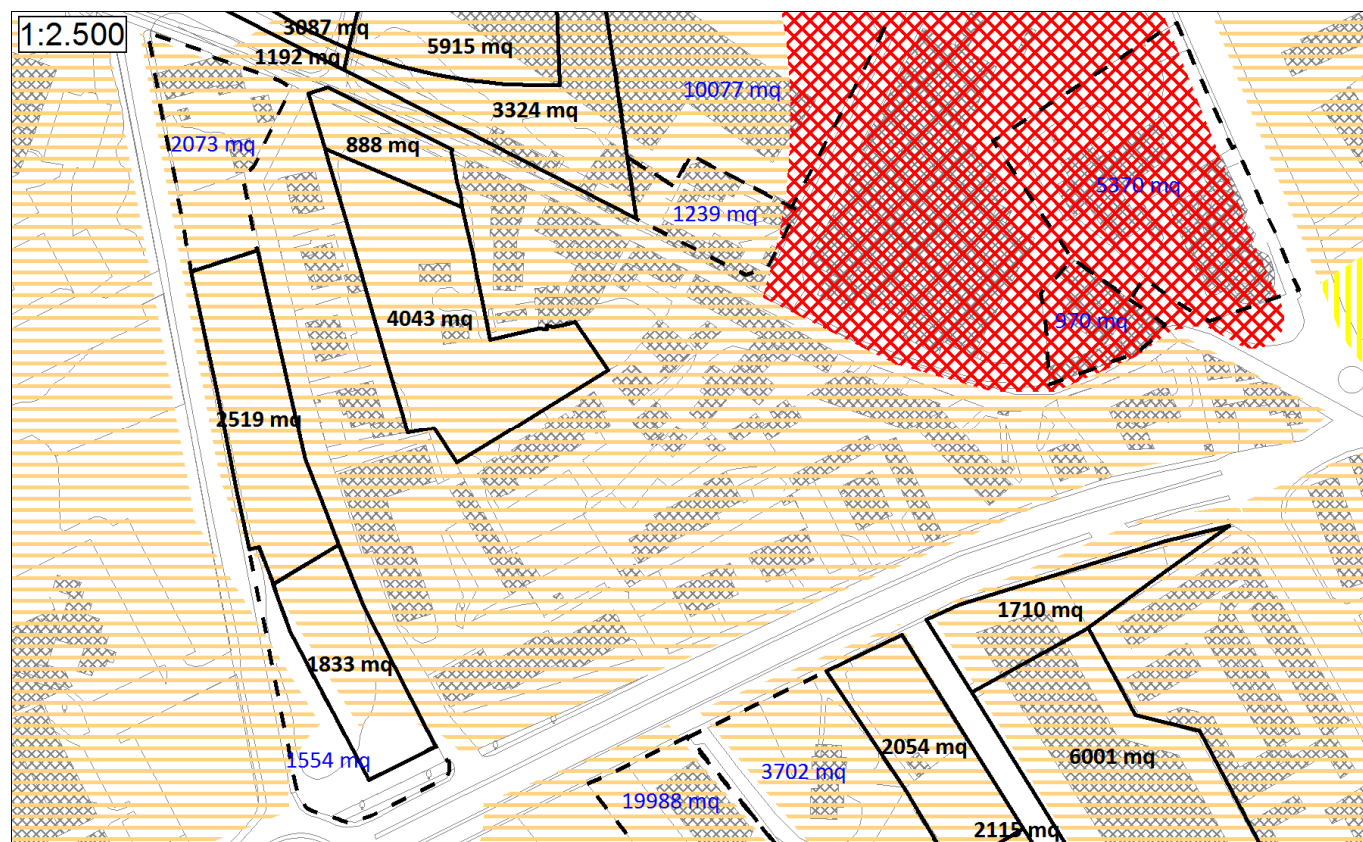 1:2.500
3087 mq
5915 mq
1192 mq
10077 mq
3324 mq
2073 mq
888 mq
5370 mq
1239 mq
4043 mq
970 mq
2519 mq
1710 mq
1833 mq
2054 mq
6001 mq
1554 mq
3702 mq
19988 mq
2115 mq